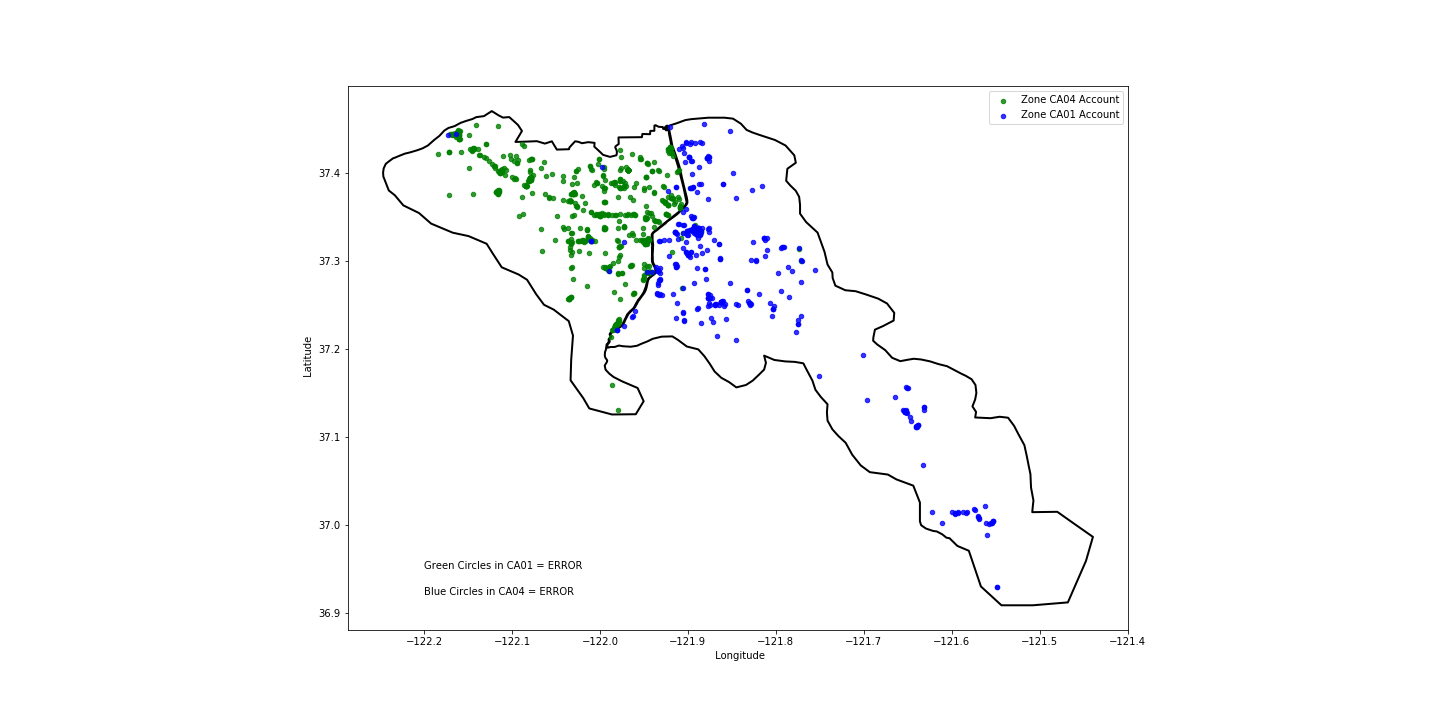 Zone CA04 Account
Zone CA01 Account
37.4
37.3
37.2
37.1
37.0
36.9
Latitude
Green Circles in CA01 = ERROR
Blue Circles in CA04 = ERROR
−122.2 −122.1 −122.0 −121.9 −121.8 −121.7 −121.6 −121.5 −121.4
Longitude